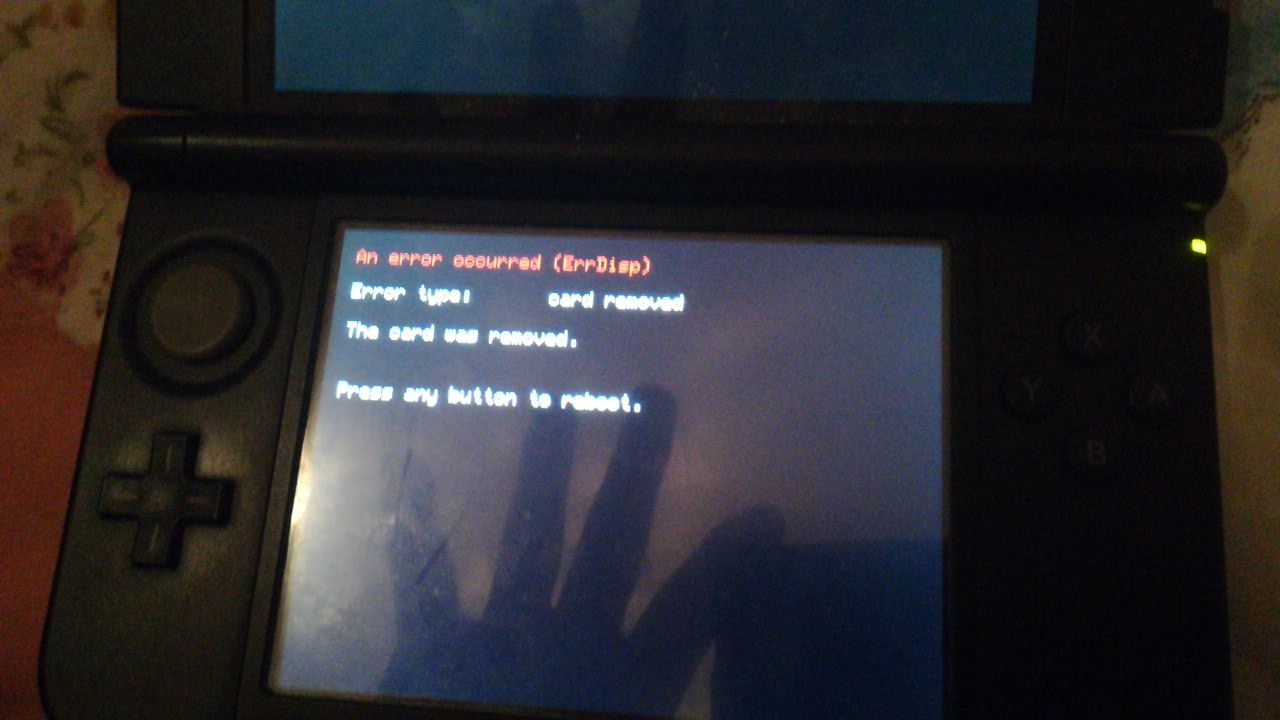 An error occurred (ErrDisp)
Error type: card removed
The card was removed.
Press any button to reboot.
X
Y
A
B